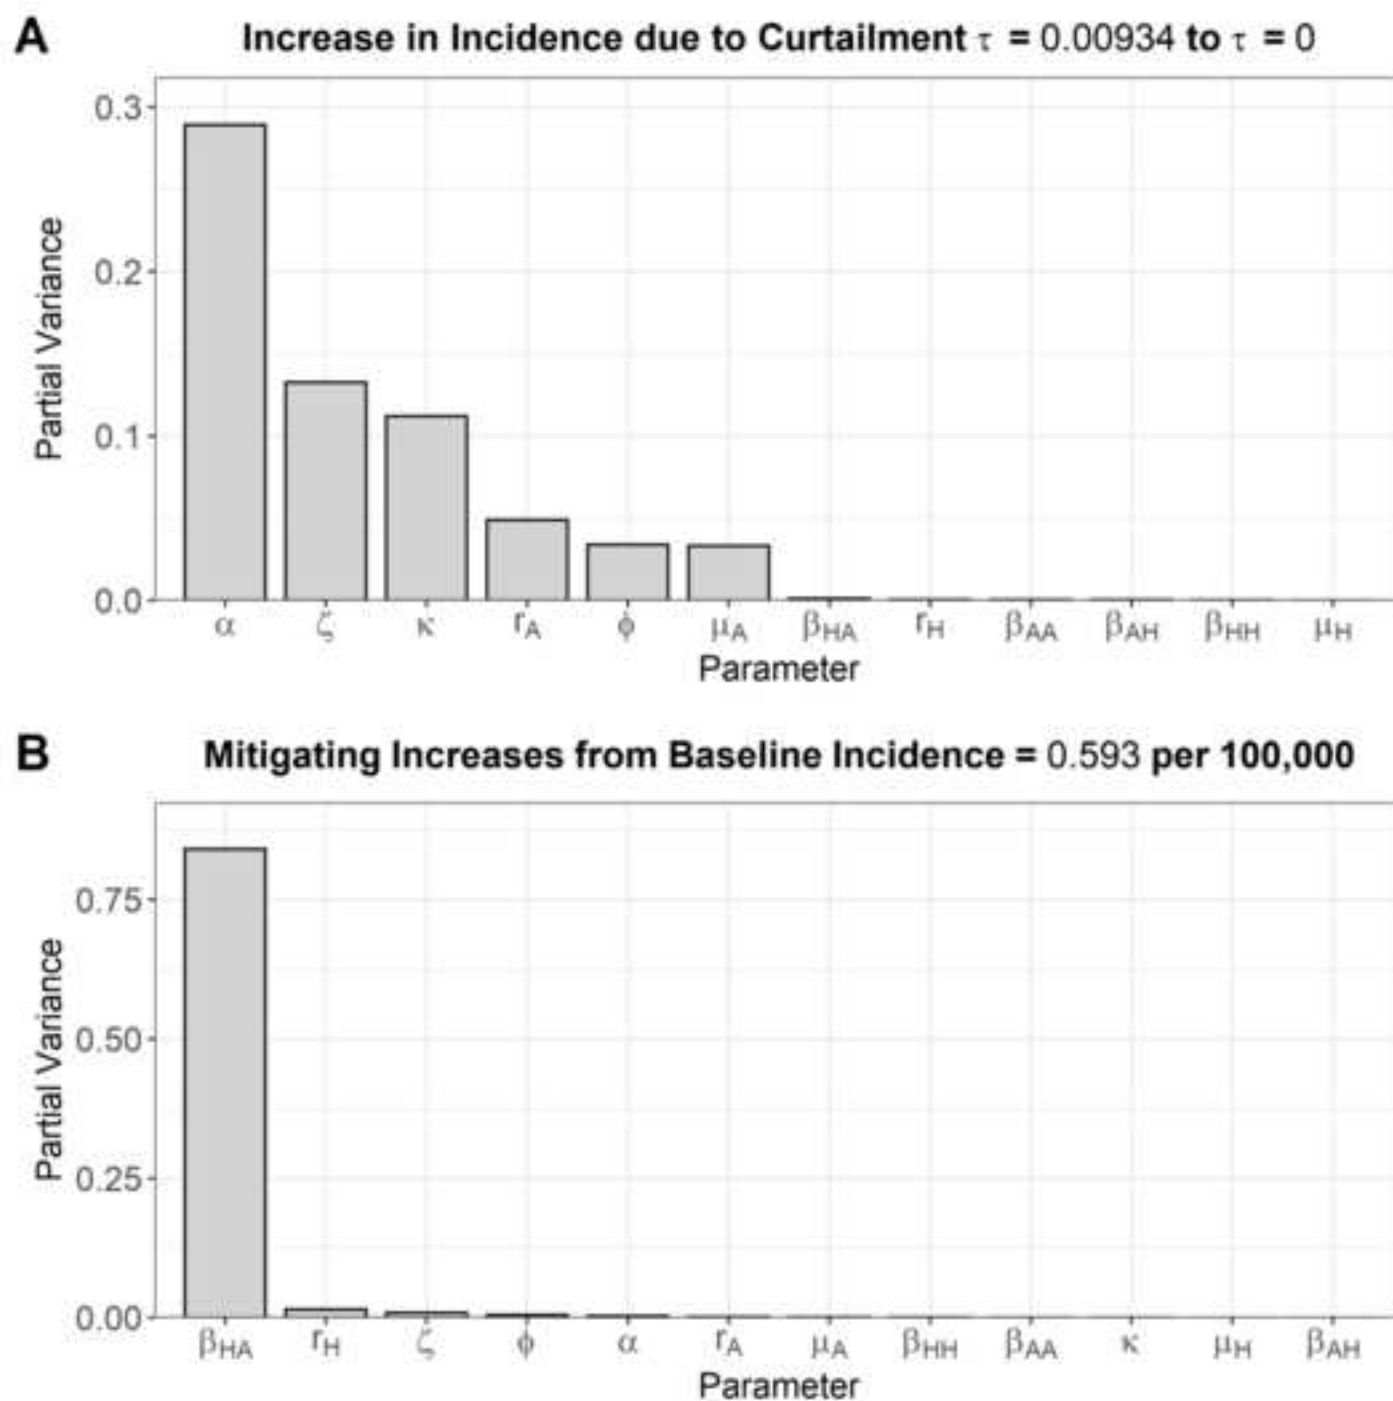 A
Increase in Incidence due to Curtailment τ = 0.00934 to τ = 0
Partial Variance
0.3
0.2
0.1
0.0
α ζ κ rA ϕ μA βHA rH βAA βAH βHH μH
Parameter
B
Mitigating Increases from Baseline Incidence = 0.593 per 100,000
Partial Variance
0.75
0.50
0.25
0.00
βHA rH ζ ϕ α rA μA βHH βAA κ μH βAH
Parameter